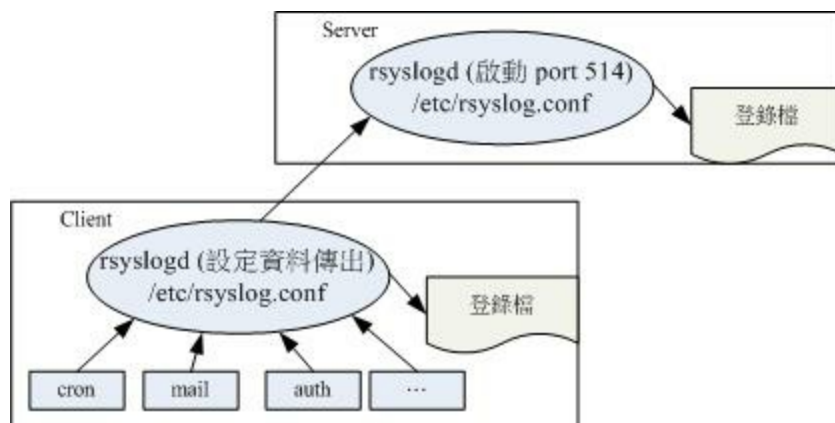 Server
rsyslogd (啟動 port 514)
/etc/rsyslog.conf
登錄檔
Client
rsyslogd (設定資料傳出)
/etc/rsyslog.conf
登錄檔
cron
mail
auth
…